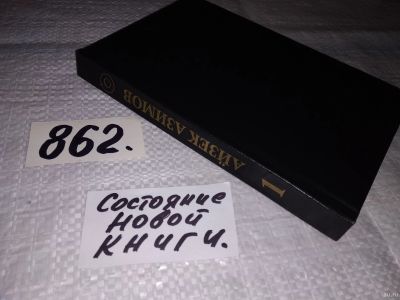 862.
АЙЗЕК АЗИМОВ
1
Состояние
Новой
КНИГИ.